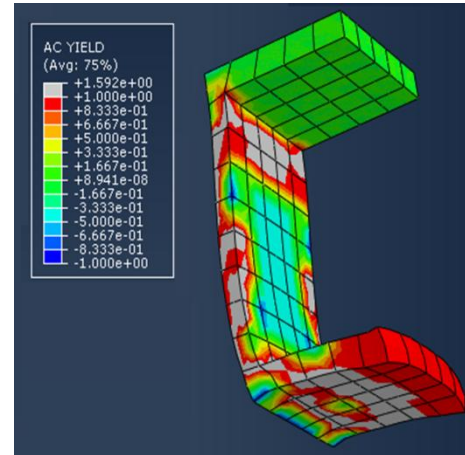 AC YIELD
(Avg: 75%)
+1.592e+00
+1.000e+00
+8.333e-01
+6.667e-01
+5.000e-01
+3.333e-01
+1.667e-01
+8.941e-08
-1.667e-01
-3.333e-01
-5.000e-01
-6.667e-01
-8.333e-01
-1.000e+00